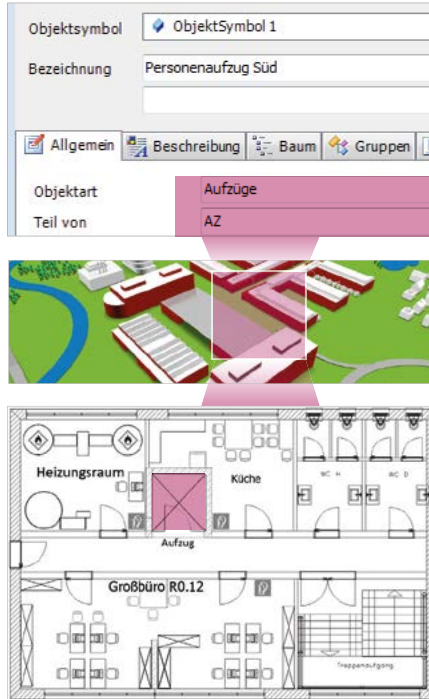 Objektsymbol ObjektSymbol 1
Bezeichnung Personenaufzug Süd
Allgemein Beschreibung Baum Gruppen
Objektart Aufzüge
Teil von AZ
Heizungsraum
Küche
WC H
WC D
Aufzug
Großbüro R0.12
Treppenaufgang